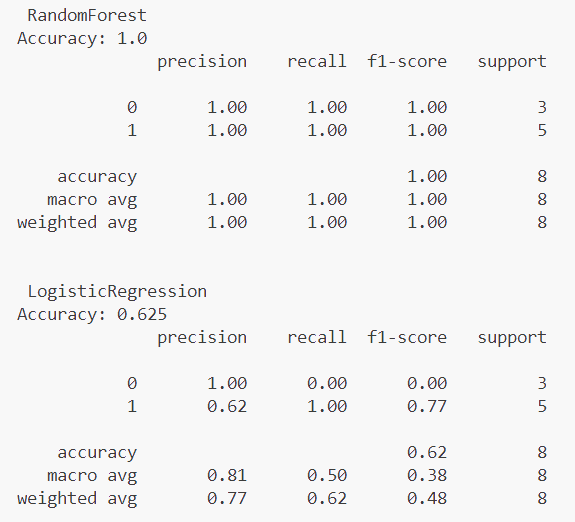 RandomForest
Accuracy: 1.0
precision recall f1-score support
0 1.00 1.00 1.00 3
1 1.00 1.00 1.00 5
accuracy 1.00 8
macro avg 1.00 1.00 1.00 8
weighted avg 1.00 1.00 1.00 8
LogisticRegression
Accuracy: 0.625
precision recall f1-score support
0 1.00 0.00 0.00 3
1 0.62 1.00 0.77 5
accuracy 0.62 8
macro avg 0.81 0.50 0.38 8
weighted avg 0.77 0.62 0.48 8